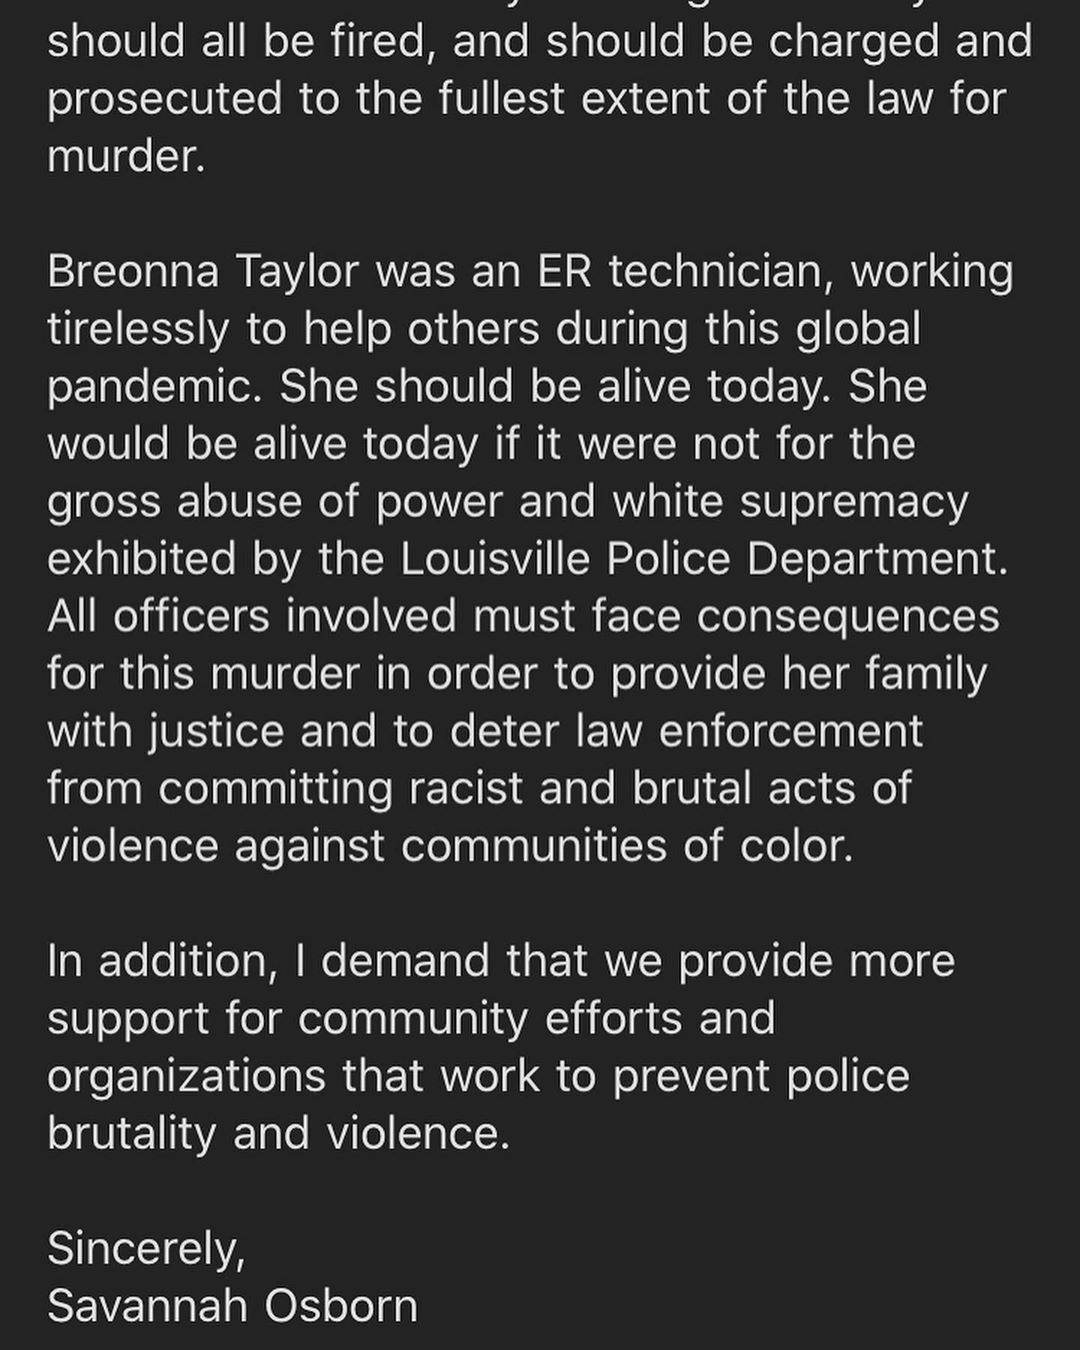 should all be fired, and should be charged and
prosecuted to the fullest extent of the law for
murder.
Breonna Taylor was an ER technician, working
tirelessly to help others during this global
pandemic. She should be alive today. She
would be alive today if it were not for the
gross abuse of power and white supremacy
exhibited by the Louisville Police Department.
All officers involved must face consequences
for this murder in order to provide her family
with justice and to deter law enforcement
from committing racist and brutal acts of
violence against communities of color.
In addition, I demand that we provide more
support for community efforts and
organizations that work to prevent police
brutality and violence.
Sincerely,
Savannah Osborn